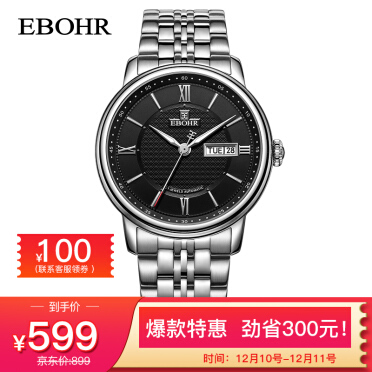 EBOHR
EBOHR
TUE 28
¥100
(联系客服领券)
到手价
¥599
京东价:899
爆款特惠 劲省300元!
时间:12月10号-12月11号